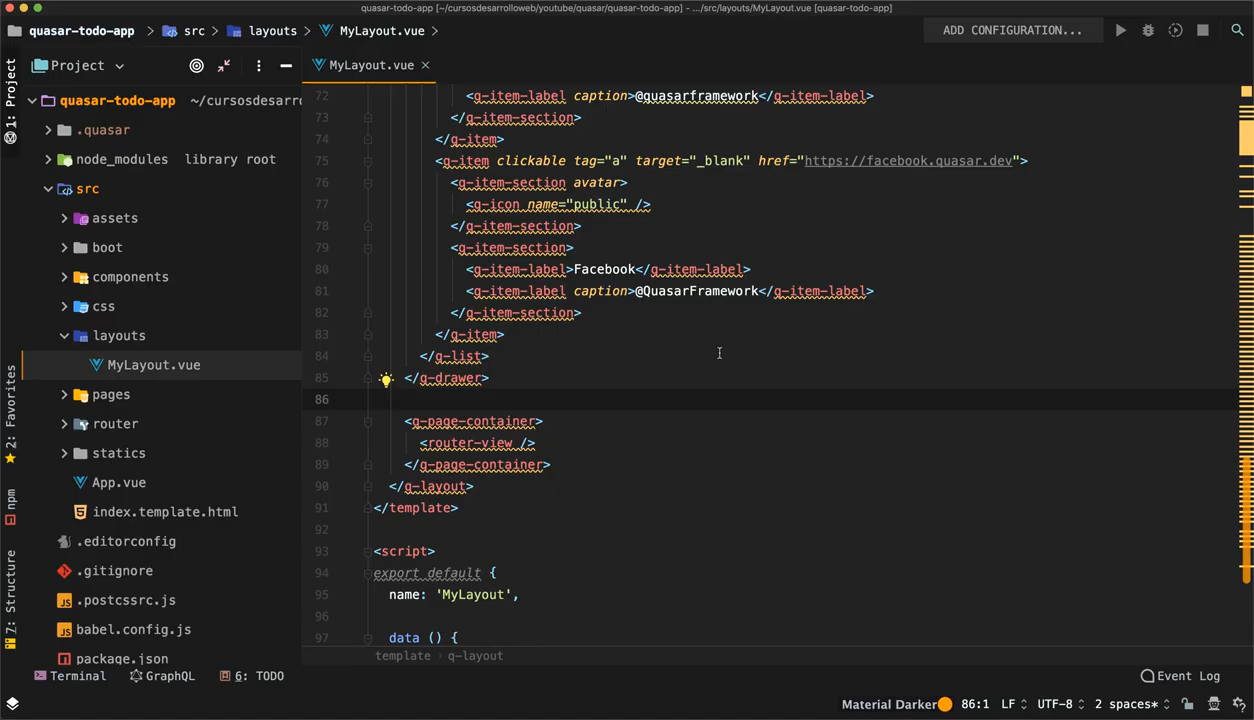 quasar-todo-app [~/cursosdesarrolloweb/youtube/quasar/quasar-todo-app] - .../src/layouts/MyLayout.vue [quasar-todo-app]
quasar-todo-app > src > layouts > MyLayout.vue >
ADD CONFIGURATION...
Project
MyLayout.vue
1: Project
2: Favorites
npm
7: Structure
quasar-todo-app ~/cursosdesarro
.quasar
node_modules library root
src
assets
boot
components
css
layouts
MyLayout.vue
pages
router
statics
App.vue
index.template.html
.editorconfig
.gitignore
.postcssrc.js
babel.config.js
package.json
72 <q-item-label caption>@quasarframework</q-item-label>
73 </q-item-section>
74 </q-item>
75 <q-item clickable tag="a" target="_blank" href="https://facebook.quasar.dev">
76 <q-item-section avatar>
77 <q-icon name="public" />
78 </q-item-section>
79 <q-item-section>
80 <q-item-label>Facebook</q-item-label>
81 <q-item-label caption>@QuasarFramework</q-item-label>
82 </q-item-section>
83 </q-item>
84 </q-list>
85 </q-drawer>
86
87 <q-page-container>
88 <router-view />
89 </q-page-container>
90 </q-layout>
91 </template>
92
93 <script>
94 export default {
95 name: 'MyLayout',
96
97 data () {
template > q-layout
Terminal GraphQL 6: TODO
Event Log
Material Darker 86:1 LF UTF-8 2 spaces*